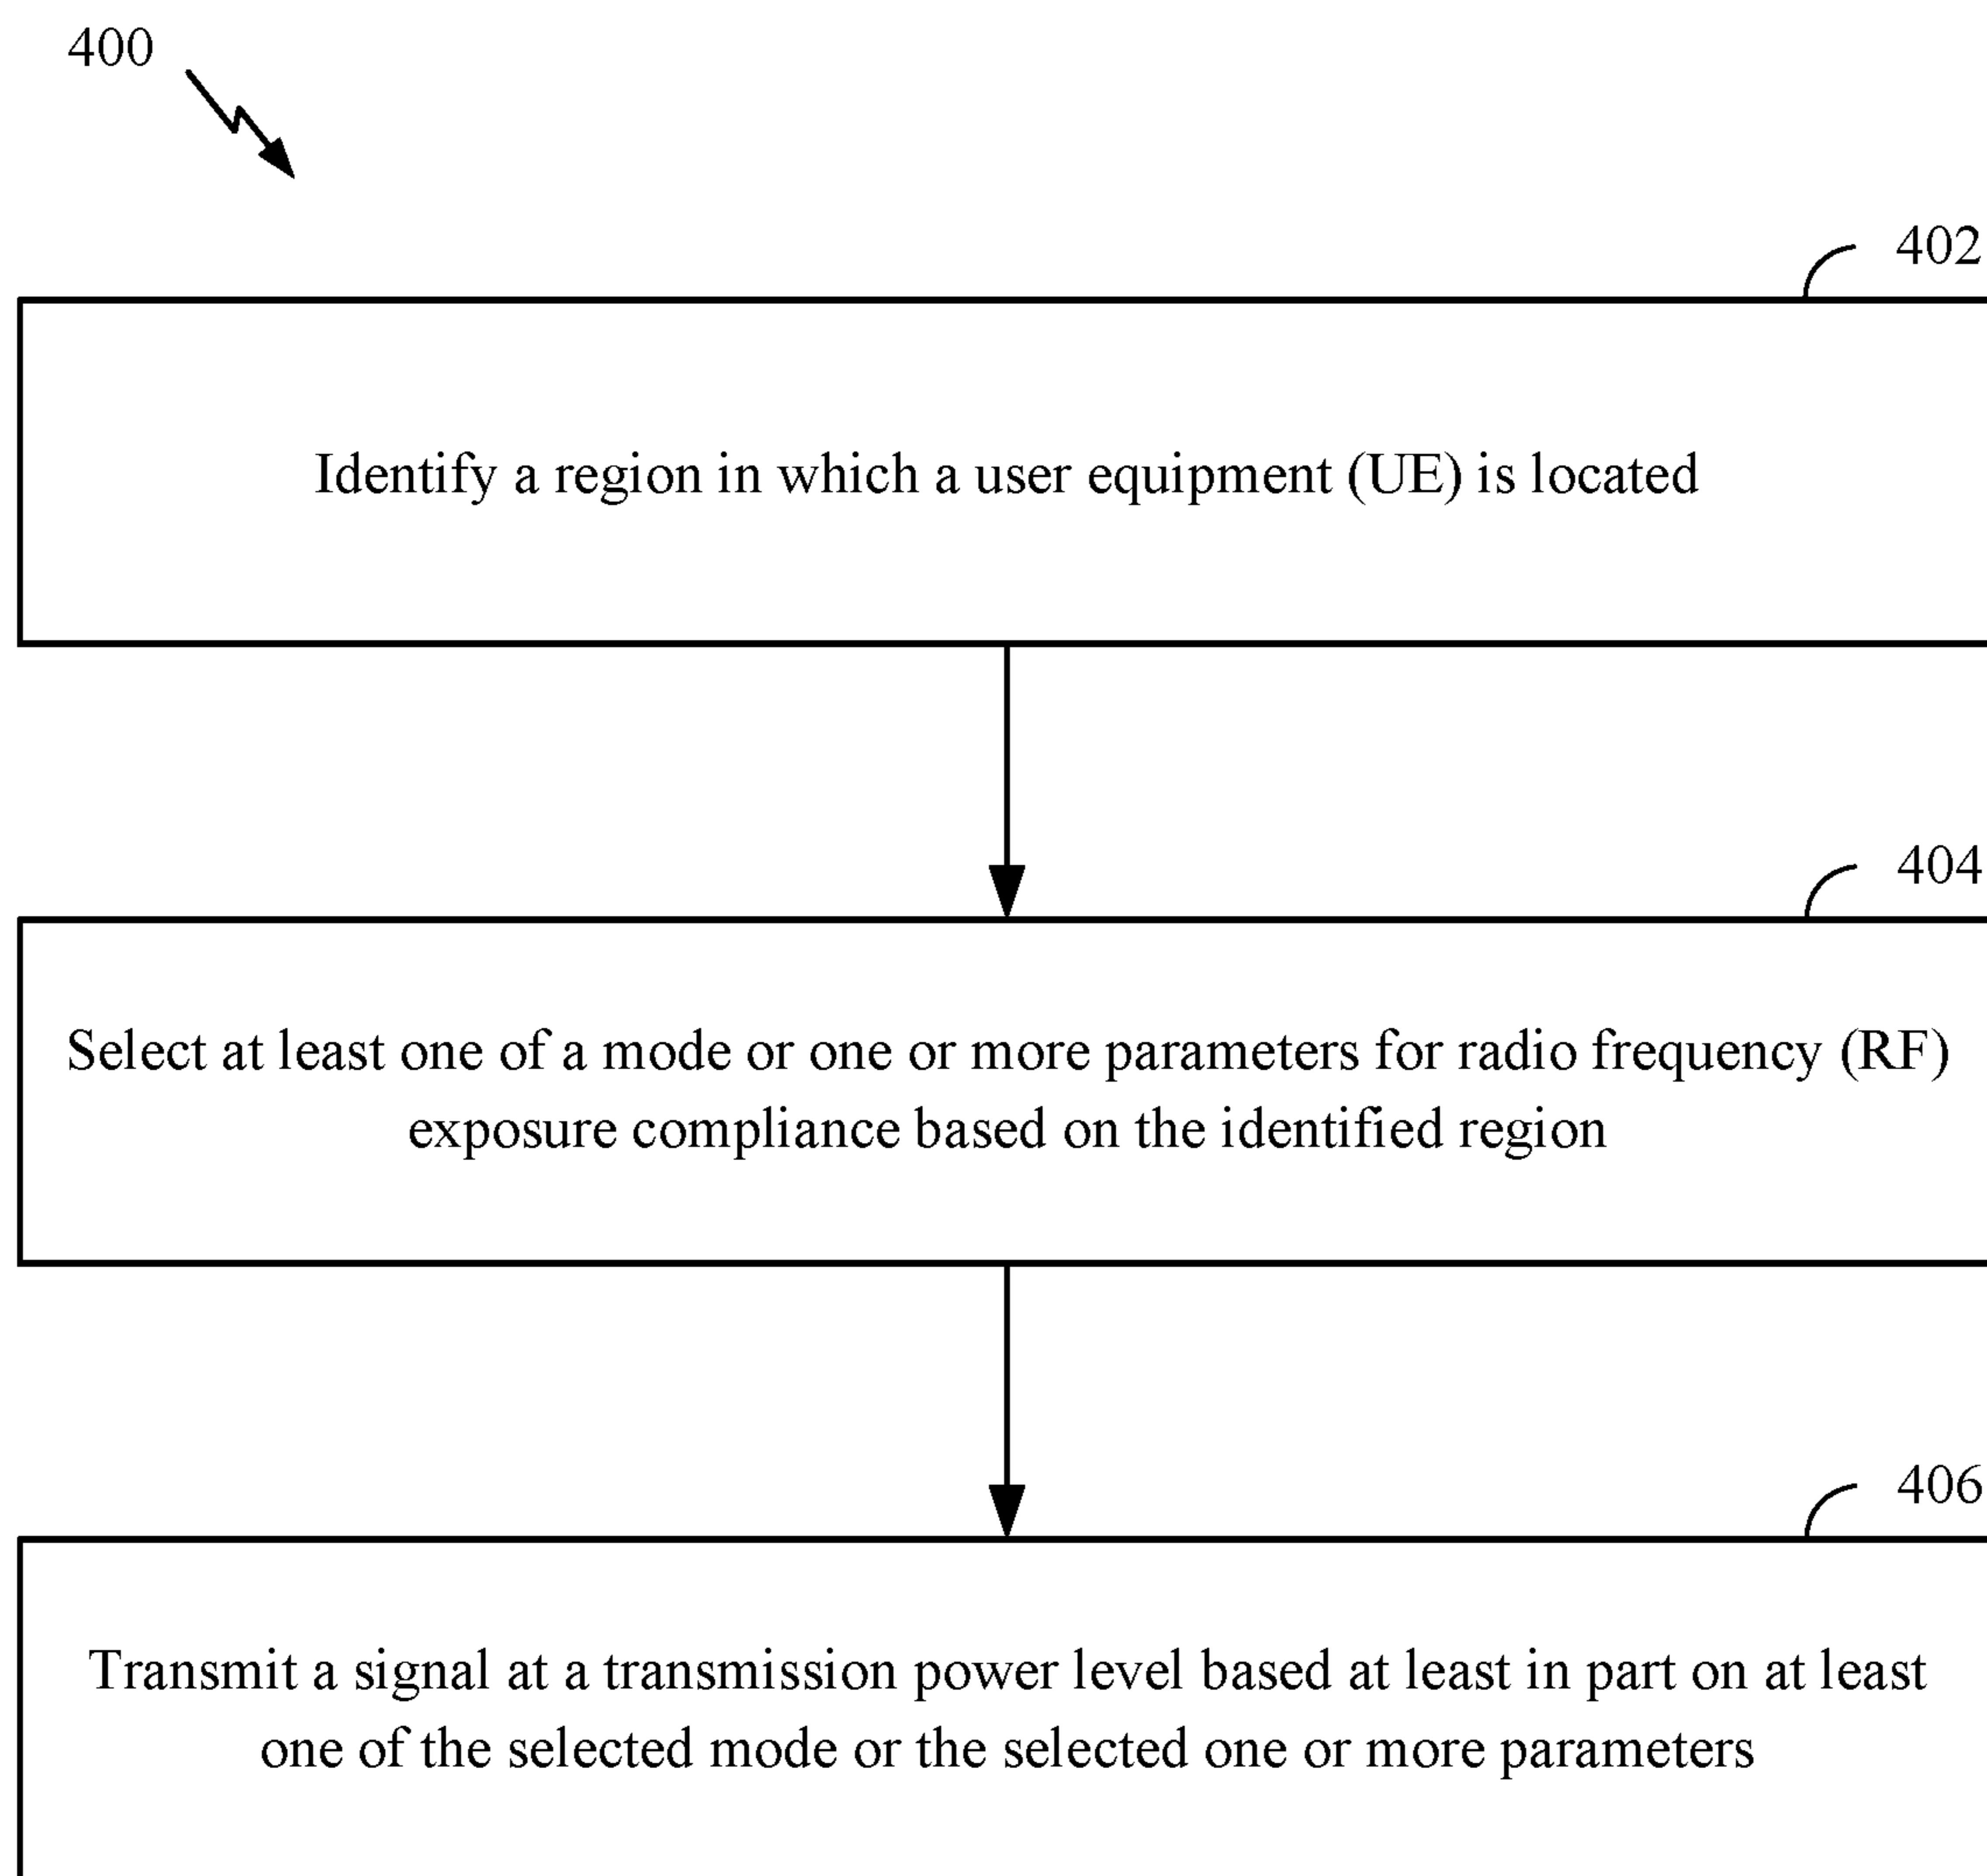 400
402
Identify a region in which a user equipment (UE) is located
404
Select at least one of a mode or one or more parameters for radio frequency (RF)
exposure compliance based on the identified region
406
Transmit a signal at a transmission power level based at least in part on at least
one of the selected mode or the selected one or more parameters